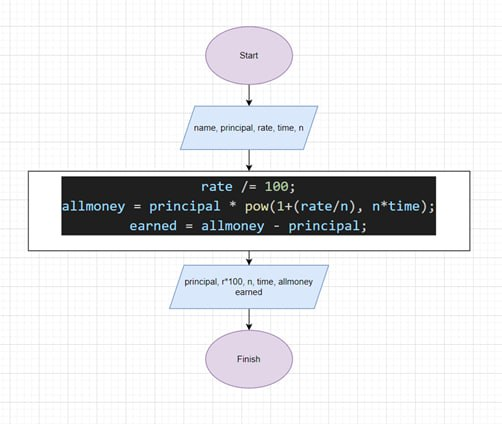 Start
name, principal, rate, time, n
rate /= 100;
allmoney = principal * pow(1+(rate/n), n*time);
earned = allmoney - principal;
principal, r*100, n, time, allmoney
earned
Finish